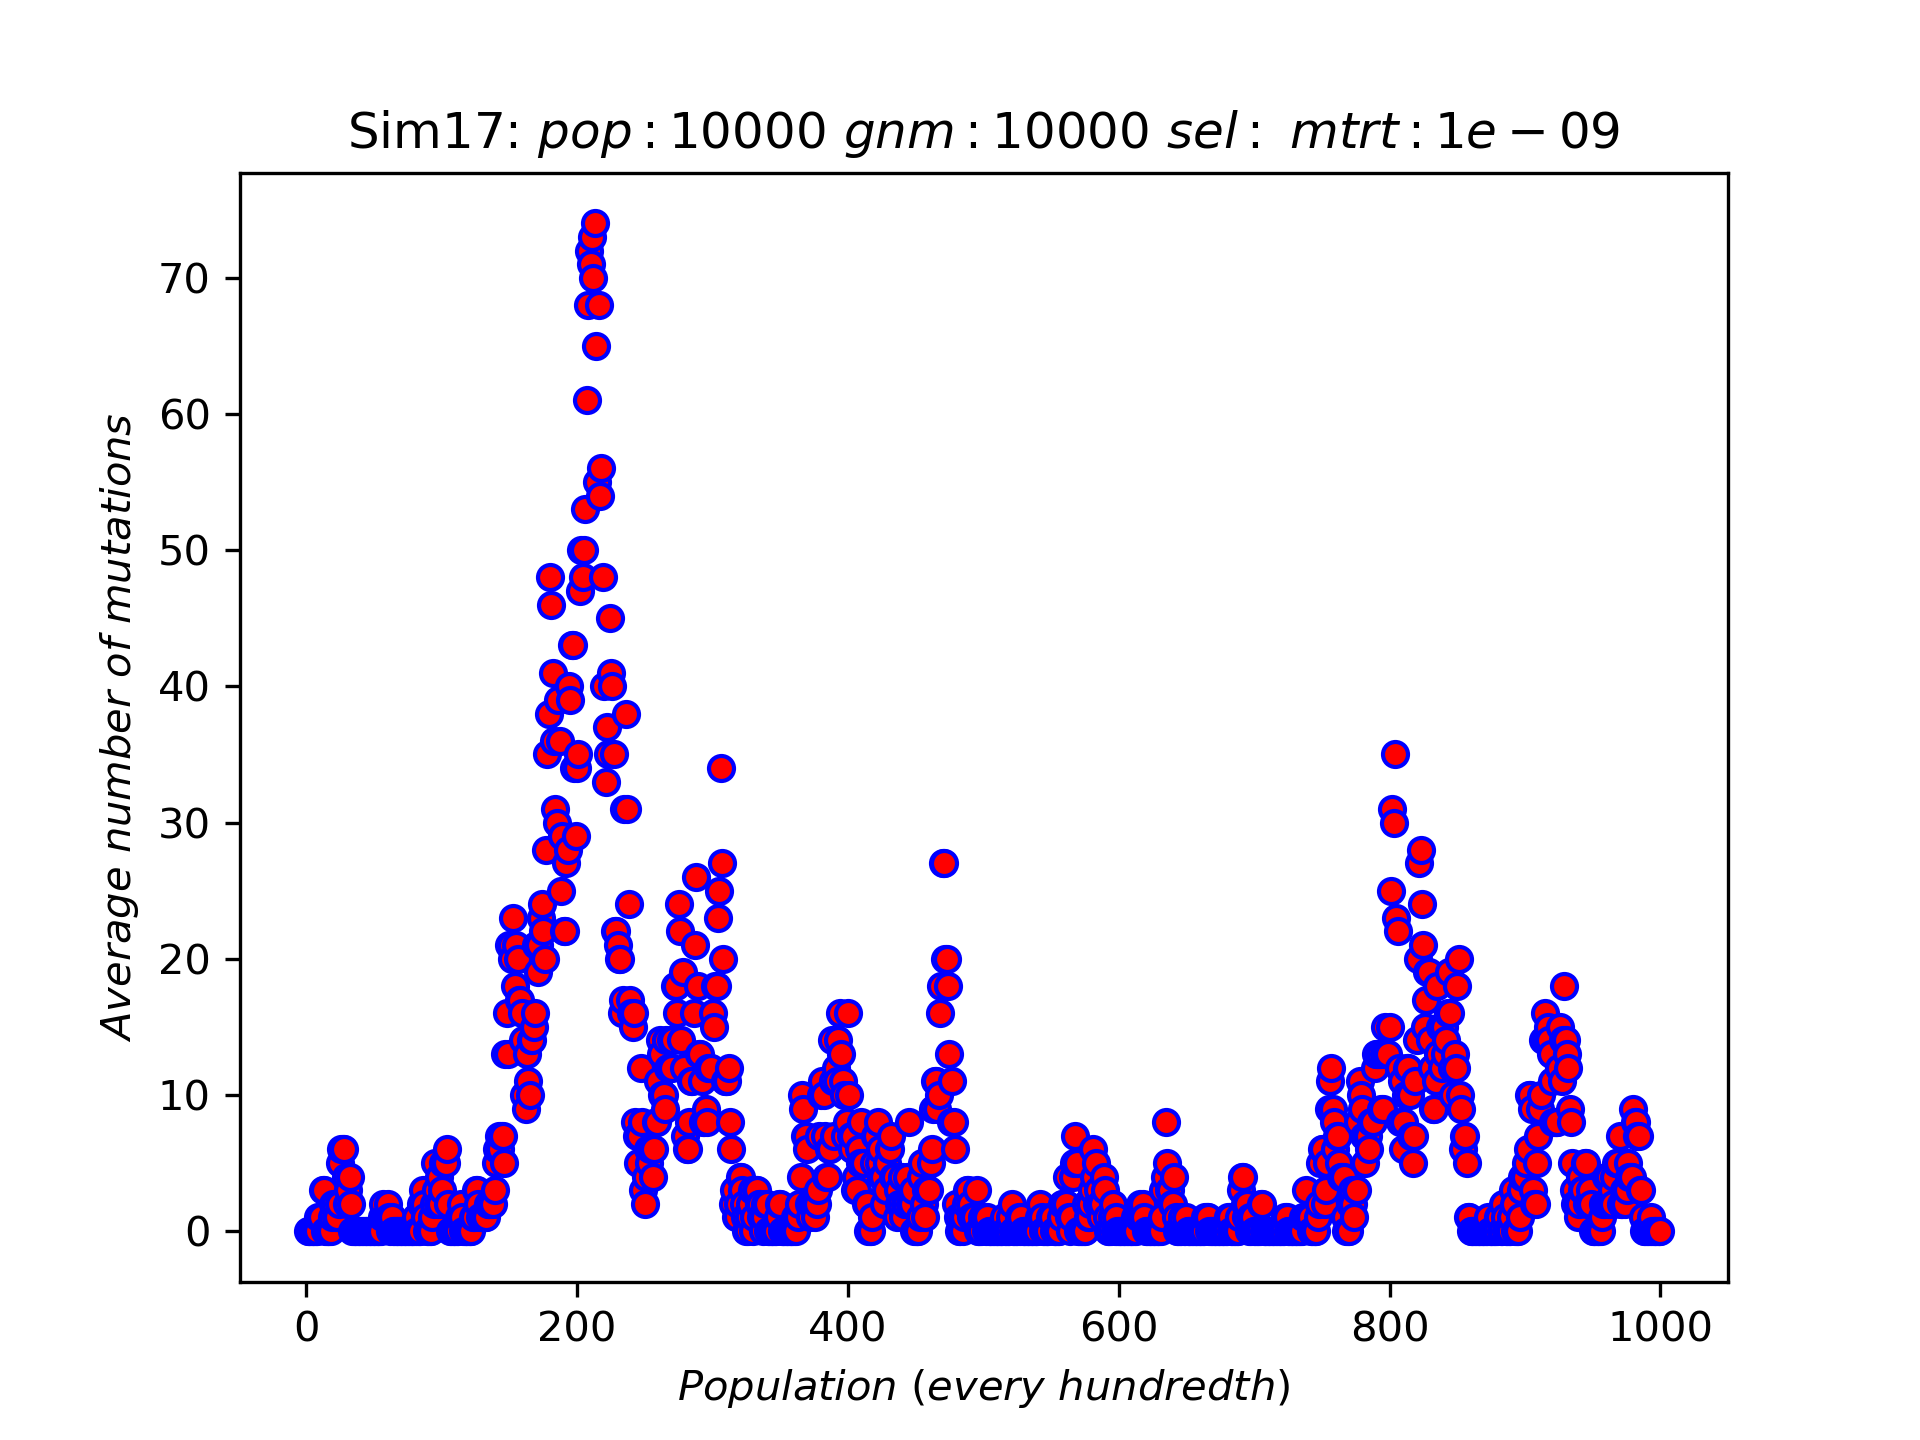 Sim17: pop : 10000 gnm : 10000 sel : mtrt : 1e − 09
Average number of mutations
70
60
50
40
30
20
10
0
0 200 400 600 800 1000
Population (every hundredth)